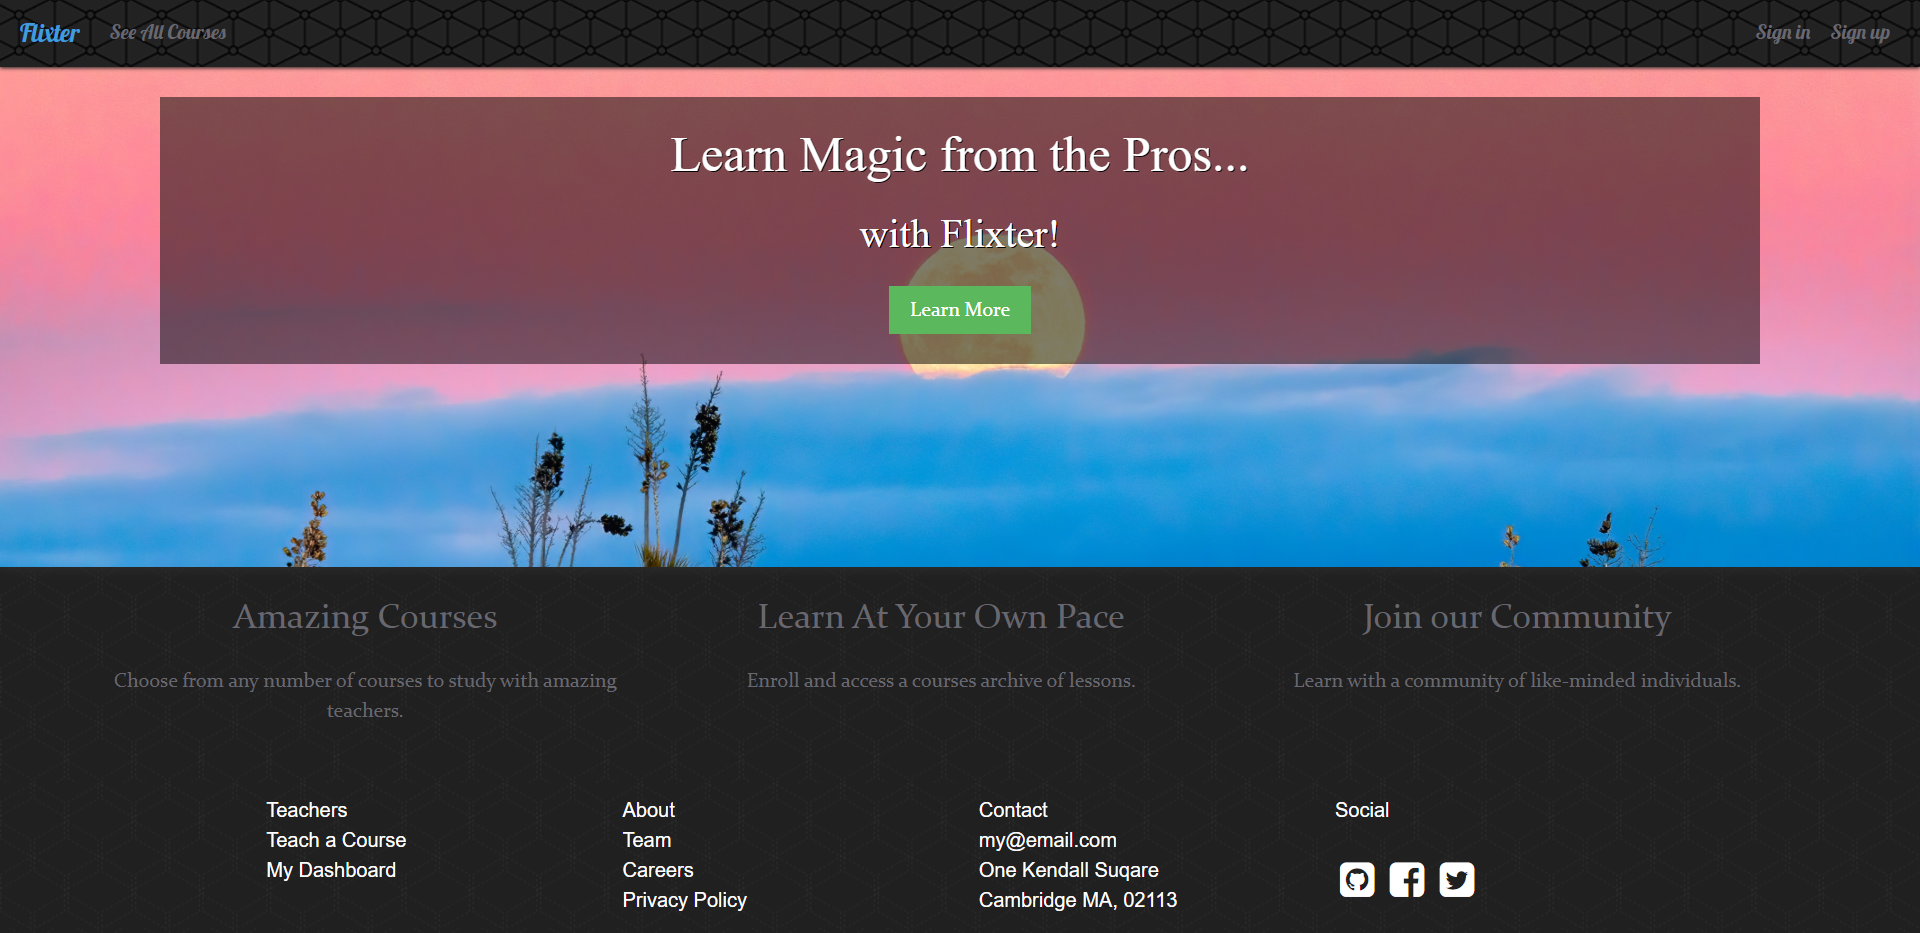 Flixter See All Courses Sign in Sign up
Learn Magic from the Pros...
with Flixter!
Learn More
Amazing Courses
Choose from any number of courses to study with amazing
teachers.
Learn At Your Own Pace
Enroll and access a courses archive of lessons.
Join our Community
Learn with a community of like-minded individuals.
Teachers
Teach a Course
My Dashboard
About
Team
Careers
Privacy Policy
Contact
my@email.com
One Kendall Suqare
Cambridge MA, 02113
Social